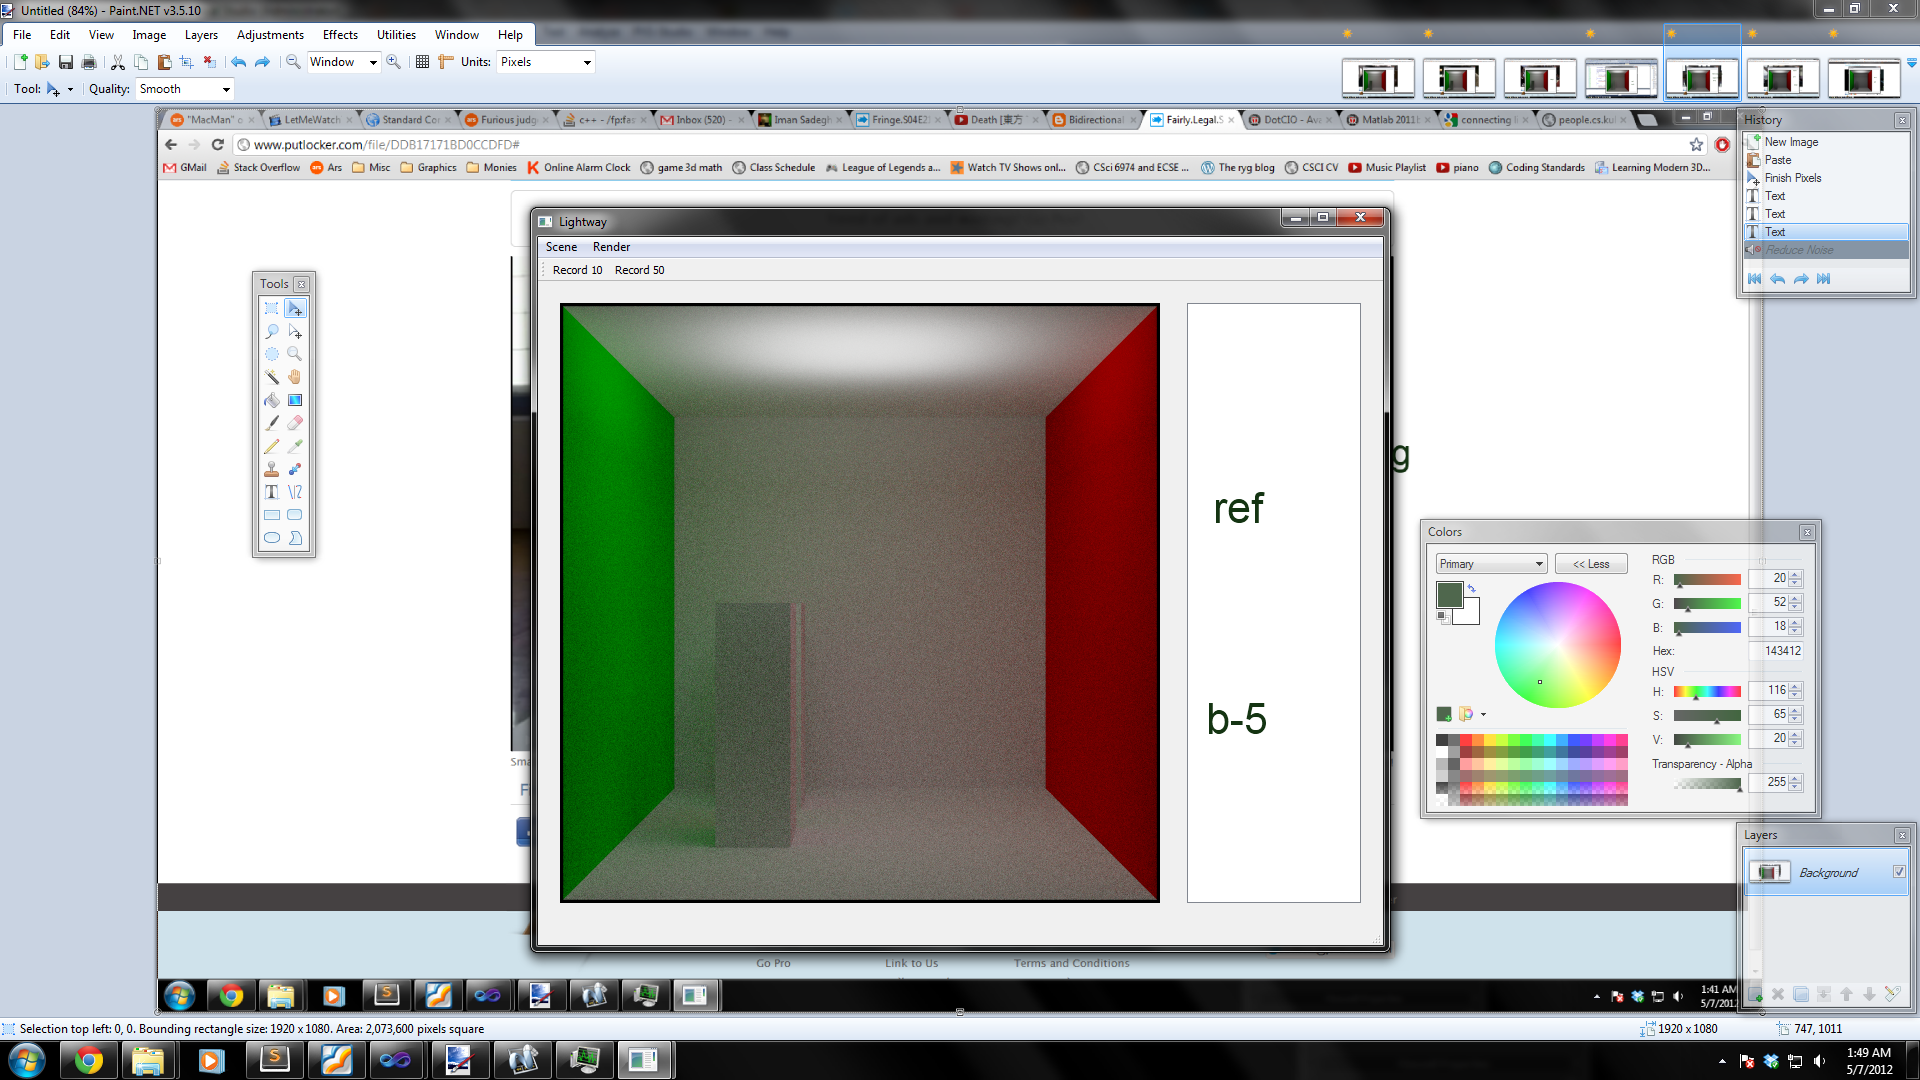 Untitled (84%) - Paint.NET v3.5.10
File Edit View Image Layers Adjustments Effects Utilities Window Help
Window Units: Pixels
Tool: Quality: Smooth
"MacMan" o LetMeWatch Standard Cor Furious judg c++ - /fp:fas Inbox (520) - Iman Sadegh Fringe.S04E2 Death [東方 Bidirectional Fairly.Legal.S DotCIO - Ave Matlab 2011b connecting li people.cs.kul
www.putlocker.com/file/DDB17171BD0CCDFD#
GMail Stack Overflow Ars Misc Graphics Monies Online Alarm Clock game 3d math Class Schedule League of Legends a... Watch TV Shows onl... CSci 6974 and ECSE ... The ryg blog CSCI CV Music Playlist piano Coding Standards Learning Modern 3D...
History
New Image
Paste
Finish Pixels
Text
Text
Text
Reduce Noise
Lightway
Scene Render
Record 10 Record 50
Tools
g
ref
b-5
Colors
Primary << Less
RGB
R: 20
G: 52
B: 18
Hex: 143412
HSV
H: 116
S: 65
V: 20
Transparency - Alpha
255
Sma
F
Layers
Background
Go Pro Link to Us Terms and Conditions
1:41 AM
5/7/2012
Selection top left: 0, 0. Bounding rectangle size: 1920 x 1080. Area: 2,073,600 pixels square
1920 x 1080 747, 1011
1:49 AM
5/7/2012